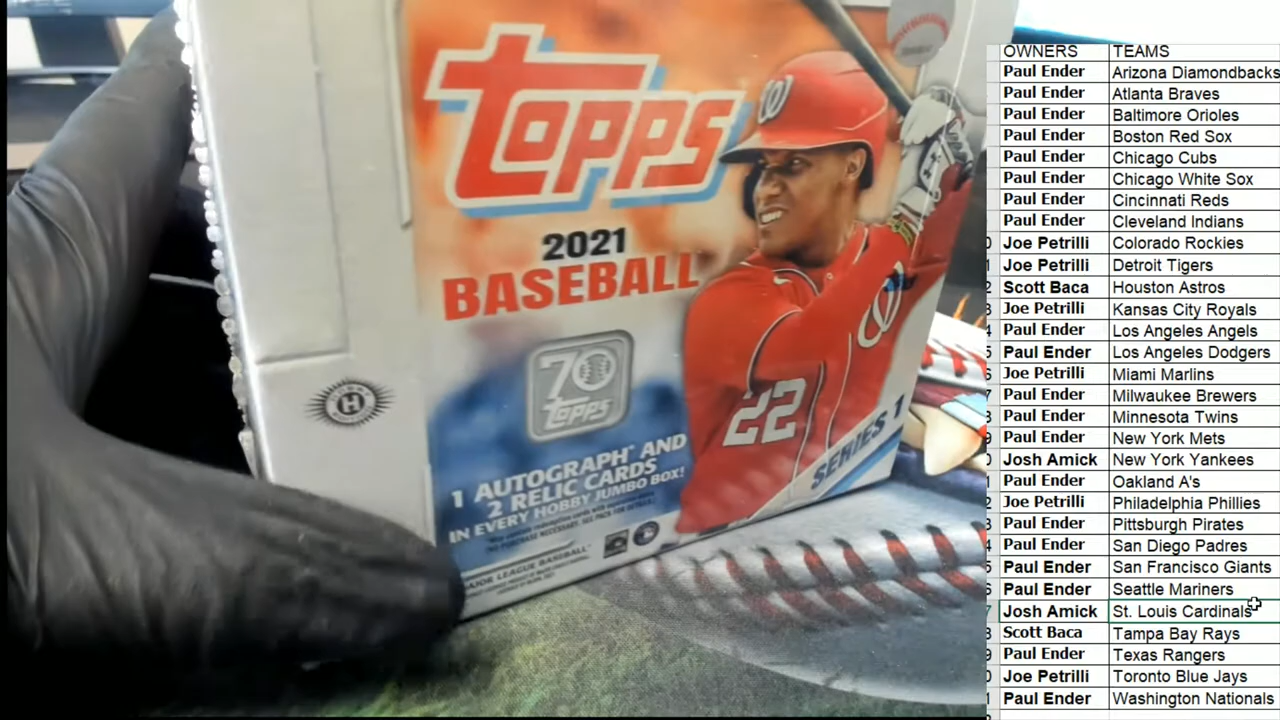 TOPPS
2021
BASEBALL
70
TOPPS
1 AUTOGRAPH AND
2 RELIC CARDS
IN EVERY HOBBY JUMBO BOX!
MAJOR LEAGUE BASEBALL
SERIES 1
22
W
W
H
OWNERS TEAMS
Paul Ender Arizona Diamondbacks
Paul Ender Atlanta Braves
Paul Ender Baltimore Orioles
Paul Ender Boston Red Sox
Paul Ender Chicago Cubs
Paul Ender Chicago White Sox
Paul Ender Cincinnati Reds
Paul Ender Cleveland Indians
Joe Petrilli Colorado Rockies
Joe Petrilli Detroit Tigers
Scott Baca Houston Astros
Joe Petrilli Kansas City Royals
Paul Ender Los Angeles Angels
Paul Ender Los Angeles Dodgers
Joe Petrilli Miami Marlins
Paul Ender Milwaukee Brewers
Paul Ender Minnesota Twins
Paul Ender New York Mets
Josh Amick New York Yankees
Paul Ender Oakland A's
Joe Petrilli Philadelphia Phillies
Paul Ender Pittsburgh Pirates
Paul Ender San Diego Padres
Paul Ender San Francisco Giants
Paul Ender Seattle Mariners
Josh Amick St. Louis Cardinals
Scott Baca Tampa Bay Rays
Paul Ender Texas Rangers
Joe Petrilli Toronto Blue Jays
Paul Ender Washington Nationals